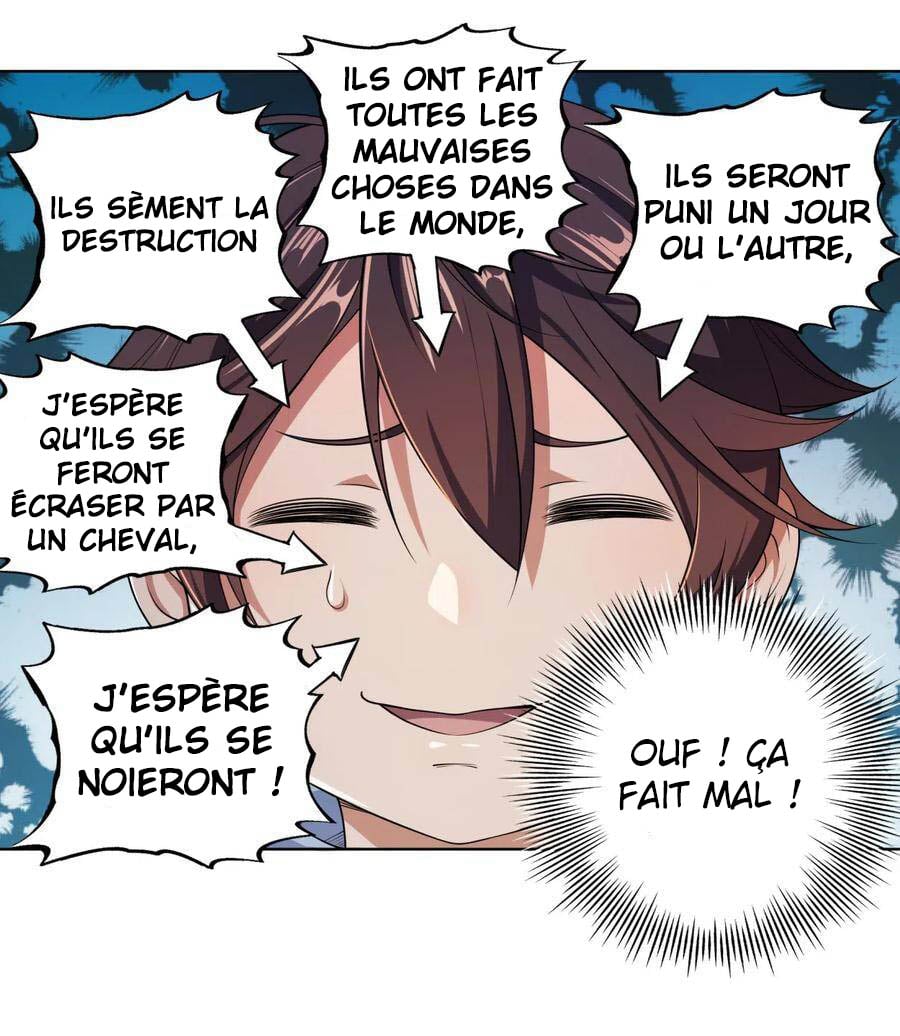 ILS SÈMENT LA
DESTRUCTION
ILS ONT FAIT
TOUTES LES
MAUVAISES
CHOSES DANS
LE MONDE,
ILS SERONT
PUNI UN JOUR
OU L'AUTRE,
J'ESPÈRE
QU'ILS SE
FERONT
ÉCRASER PAR
UN CHEVAL,
J'ESPÈRE
QU'ILS SE
NOIERONT !
OUF ! ÇA
FAIT MAL !